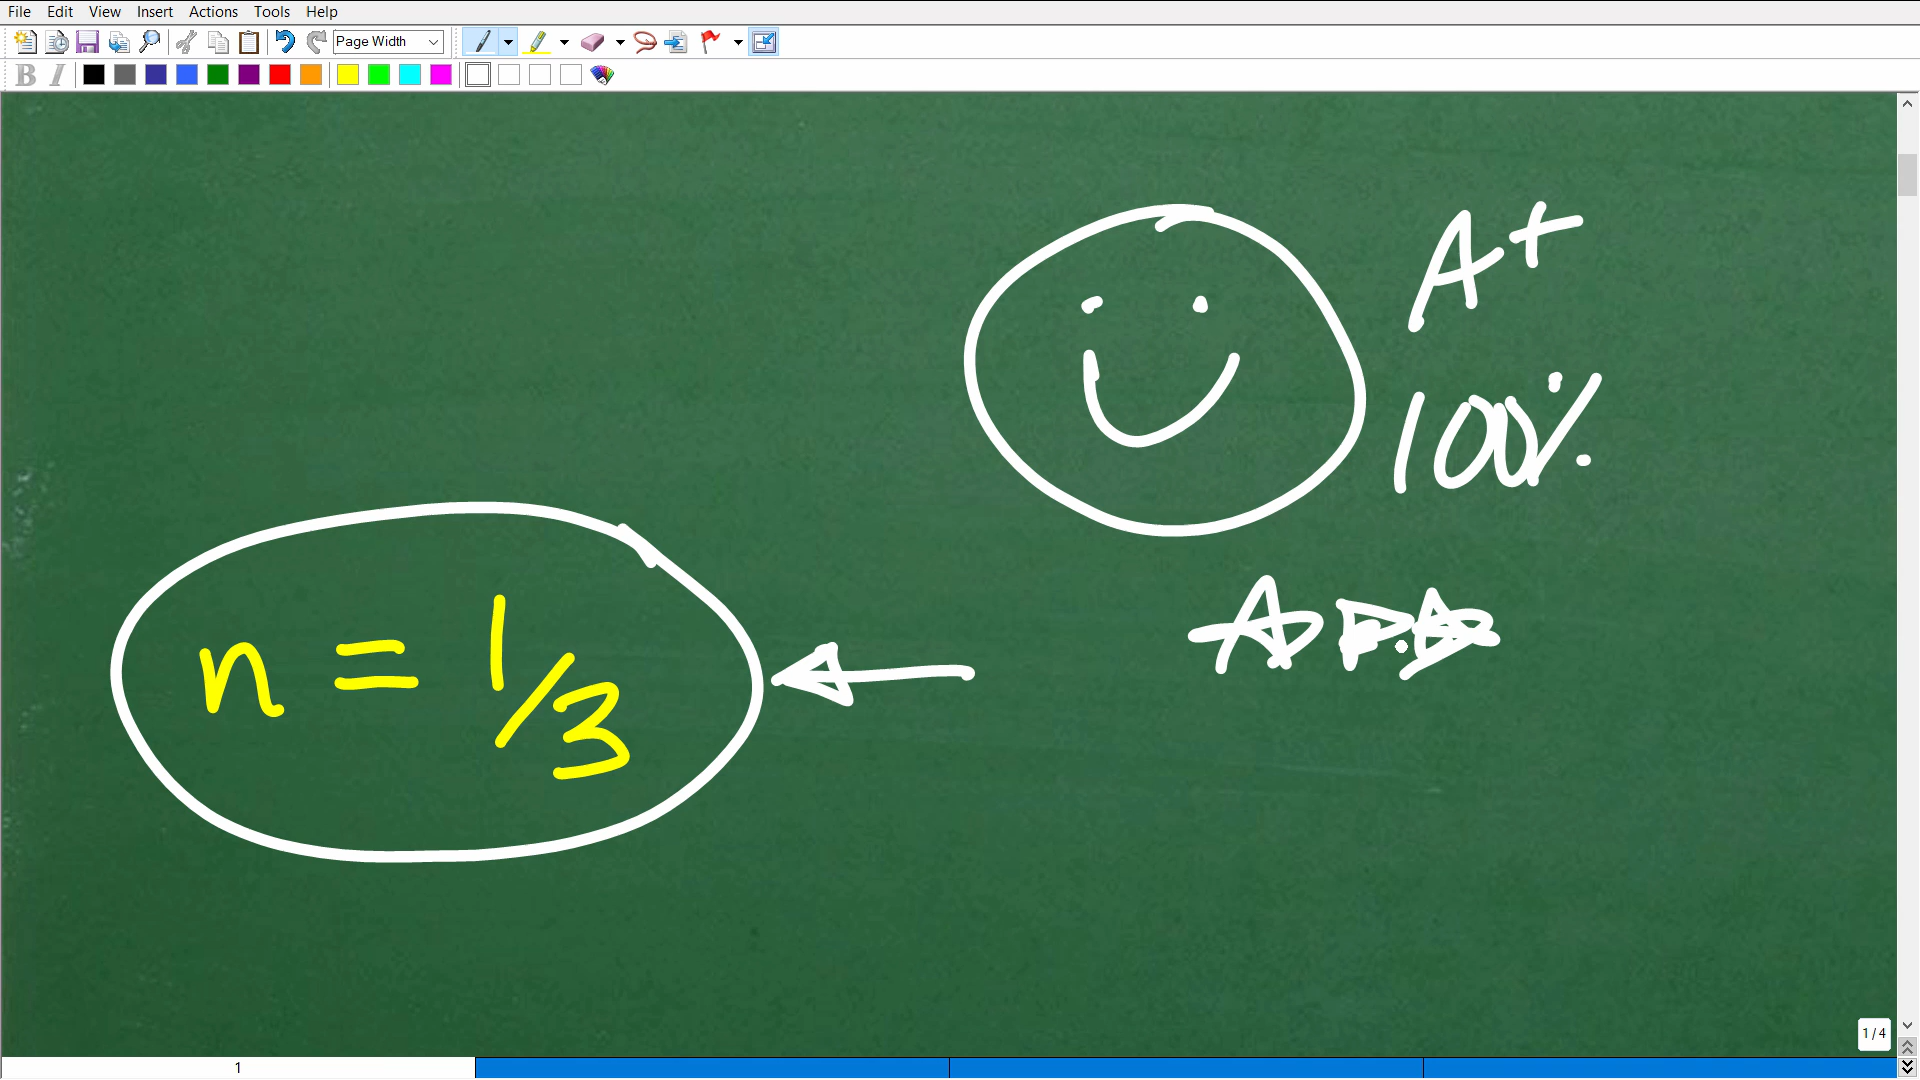 File Edit View Insert Actions Tools Help
Page Width
B I
A+
100%
n = 1/3
1 / 4
1